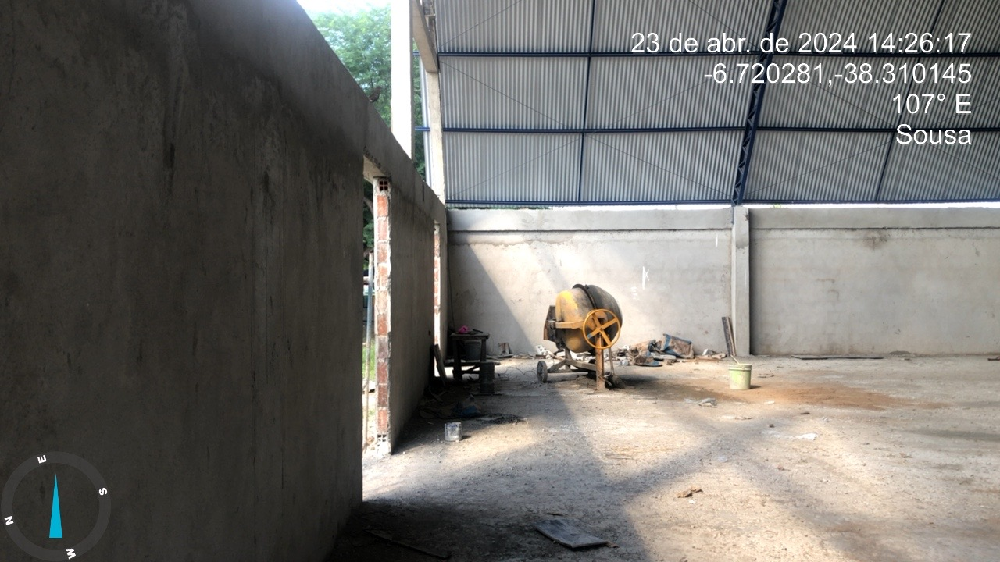 23 de abr. de 2024 14:26:17
-6.720281,-38.310145
107° E
Sousa
E
S
N
W